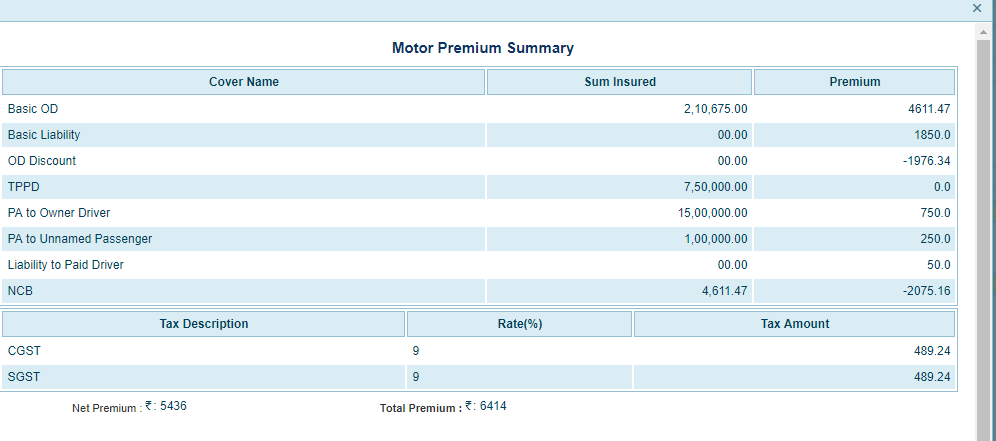 Motor Premium Summary
Cover Name Sum Insured Premium
Basic OD 2,10,675.00 4611.47
Basic Liability 00.00 1850.0
OD Discount 00.00 -1976.34
TPPD 7,50,000.00 0.0
PA to Owner Driver 15,00,000.00 750.0
PA to Unnamed Passenger 1,00,000.00 250.0
Liability to Paid Driver 00.00 50.0
NCB 4,611.47 -2075.16
Tax Description Rate(%) Tax Amount
CGST 9 489.24
SGST 9 489.24
Net Premium : ₹: 5436 Total Premium : ₹: 6414